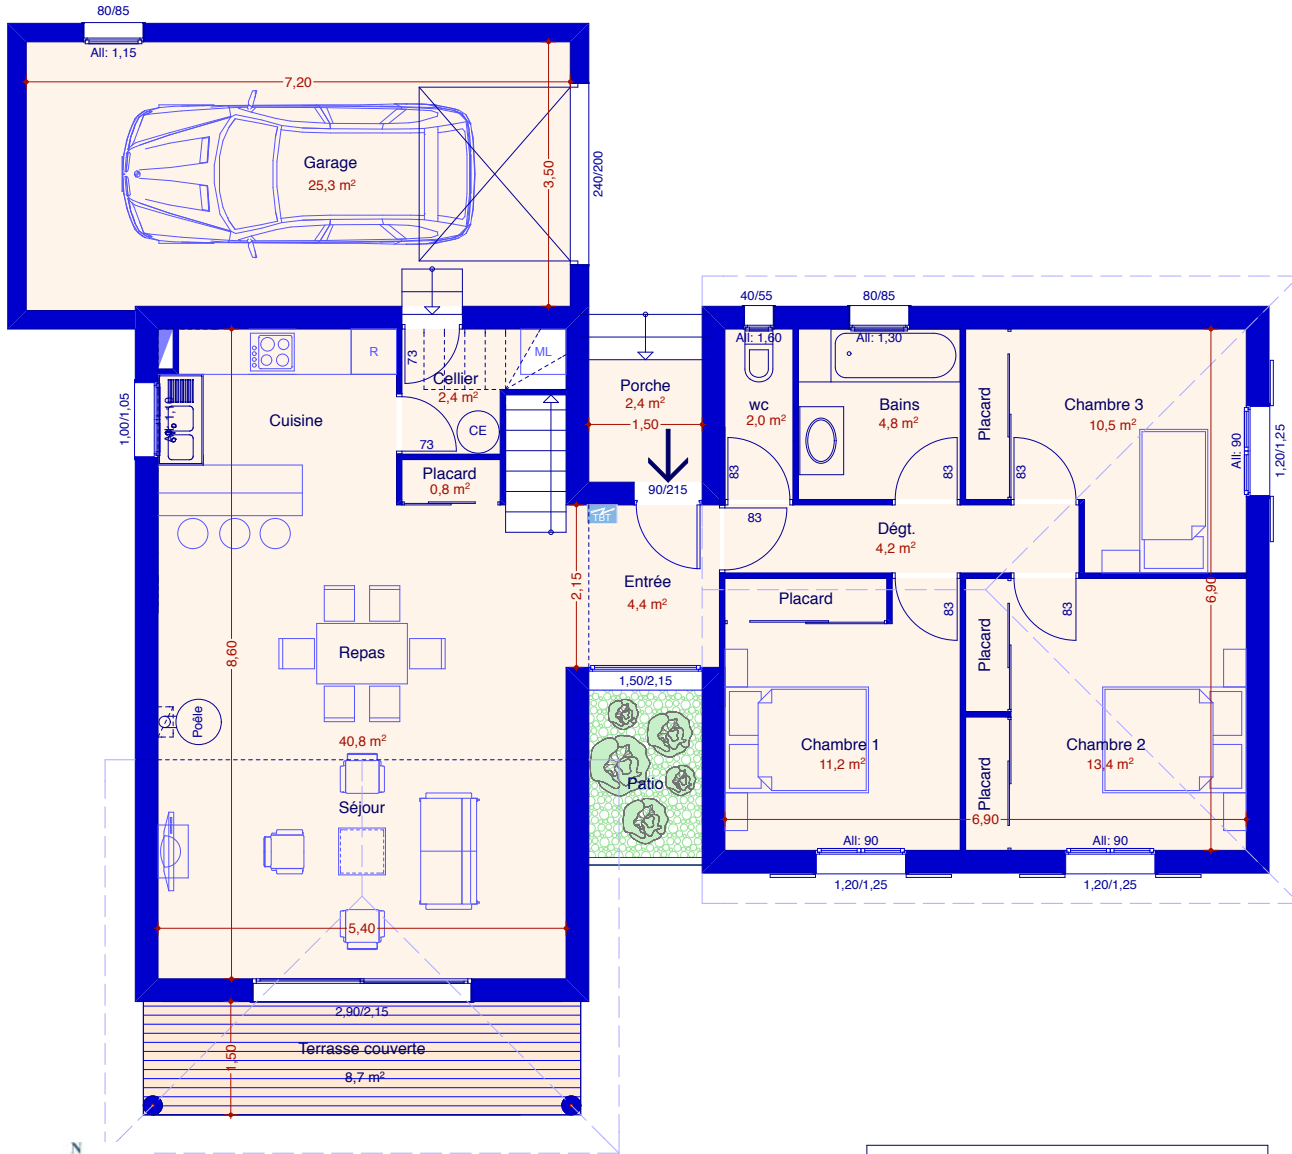 80/85
All: 1,15
7,20
Garage
25,3 m²
3,50
240/200
40/55
80/85
All: 1,60
All: 1,30
73
R
ML
Cellier
2,4 m²
Porche
2,4 m²
1,50
wc
2,0 m²
Bains
4,8 m²
Placard
Chambre 3
10,5 m²
All: 90
1,20/1,25
1,00/1,05
Cuisine
CE
73
Placard
0,8 m²
90/215
TBT
83
83
83
83
Dégt.
4,2 m²
Entrée
4,4 m²
2,15
8,60
6,90
Placard
83
83
Placard
Repas
1,50/2,15
Poêle
40,8 m²
Séjour
Patio
Chambre 1
11,2 m²
Placard
Chambre 2
13,4 m²
6,90
All: 90
All: 90
1,20/1,25
1,20/1,25
5,40
2,90/2,15
Terrasse couverte
8,7 m²
1,50
N